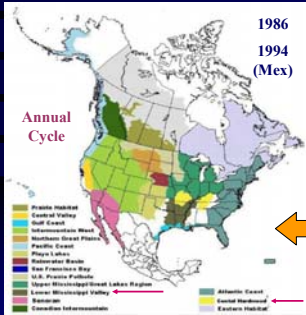 1986
1994
(Mex)
Annual
Cycle
Prairie Habitat
Central Valley
Gulf Coast
Intermountain West
Northern Great Plains
Pacific Coast
Playa Lakes
Rainwater Basin
San Francisco Bay
U.S. Prairie Pothole
Upper Mississippi/Great Lakes Region
Lower Mississippi Valley
Sonoran
Canadian Intermountain
Atlantic Coast
Central Hardwood
Eastern Habitat